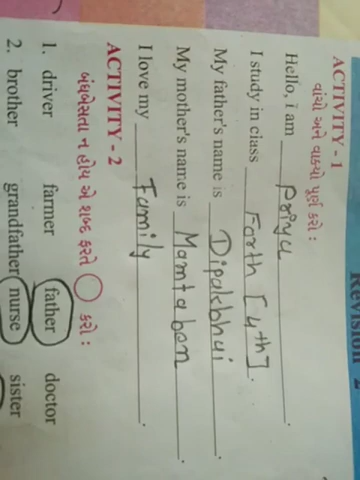 Revision 2
ACTIVITY - 1
વાંચો અને વાક્યો પૂર્ણ કરો :
Hello, i am Priya.
I study in class Forth [4th].
My father's name is Dipakbhai.
My mother's name is Mamtaben.
I love my Family.
ACTIVITY - 2
બંધબેસતા ન હોય એ શબ્દ ફરતે ◯ કરો :
1. driver farmer father doctor
2. brother grandfather nurse sister